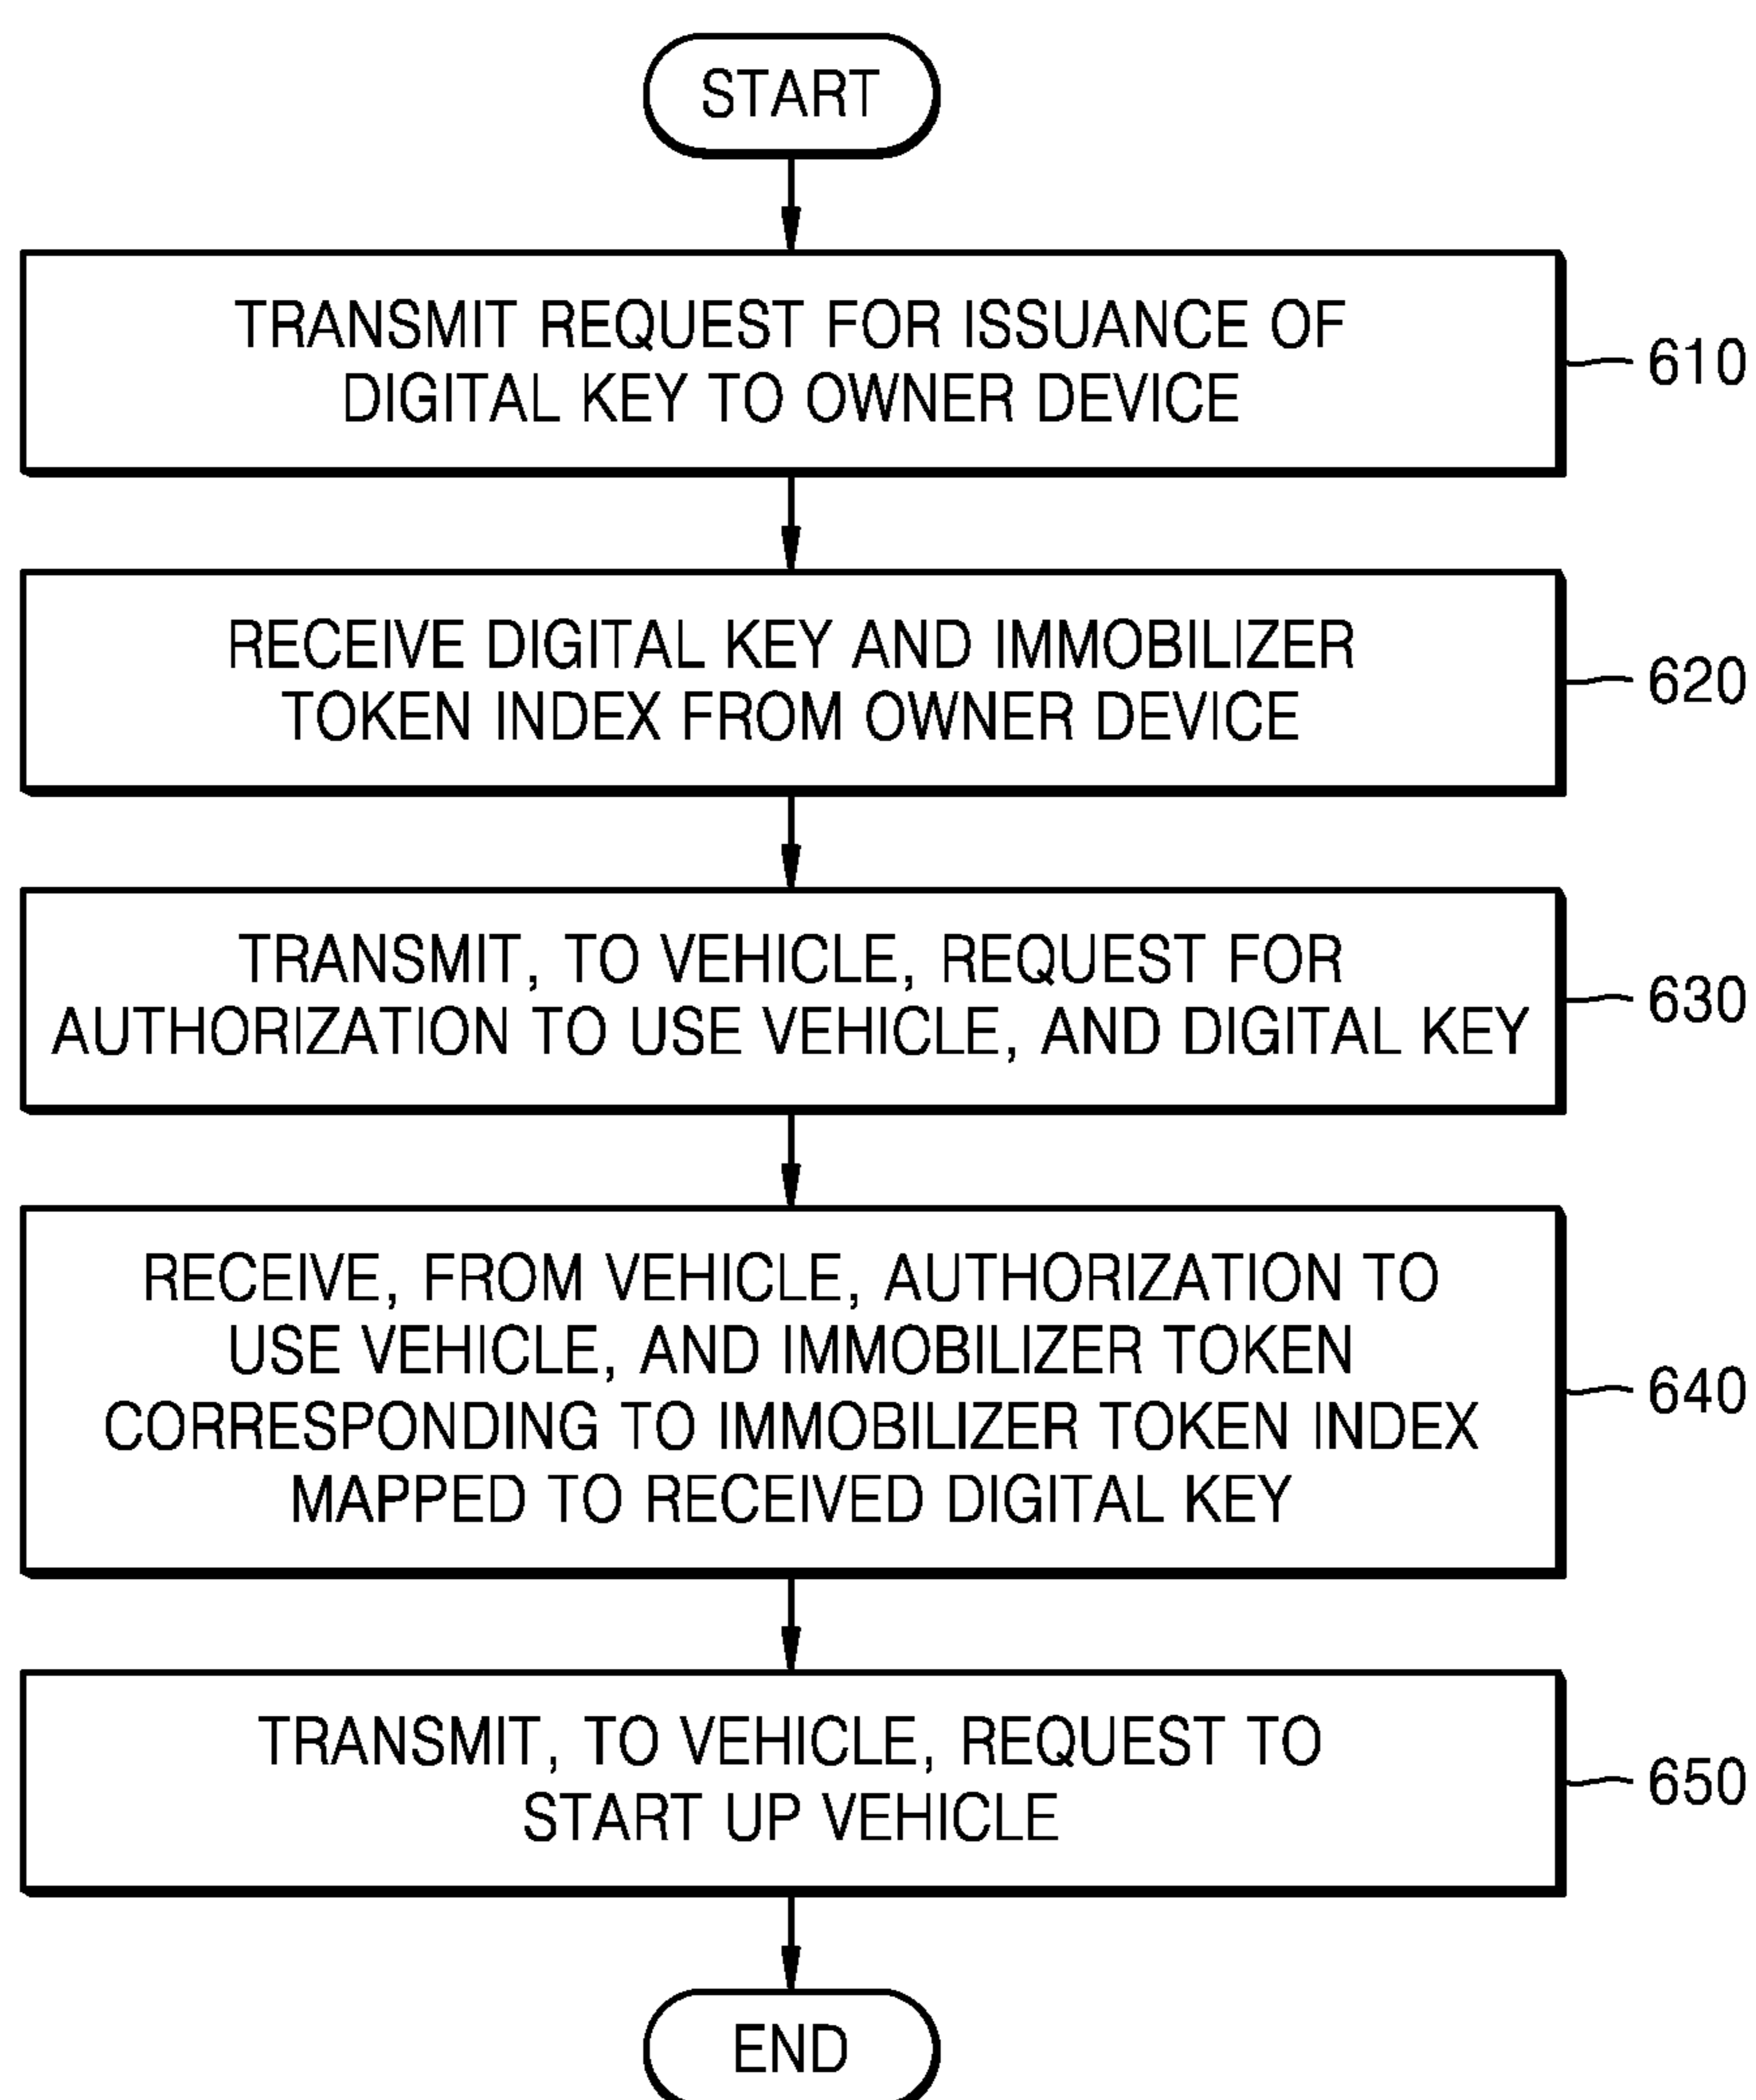 START
TRANSMIT REQUEST FOR ISSUANCE OF
DIGITAL KEY TO OWNER DEVICE
610
RECEIVE DIGITAL KEY AND IMMOBILIZER
TOKEN INDEX FROM OWNER DEVICE
620
TRANSMIT, TO VEHICLE, REQUEST FOR
AUTHORIZATION TO USE VEHICLE, AND DIGITAL KEY
630
RECEIVE, FROM VEHICLE, AUTHORIZATION TO
USE VEHICLE, AND IMMOBILIZER TOKEN
CORRESPONDING TO IMMOBILIZER TOKEN INDEX
MAPPED TO RECEIVED DIGITAL KEY
640
TRANSMIT, TO VEHICLE, REQUEST TO
START UP VEHICLE
650
END